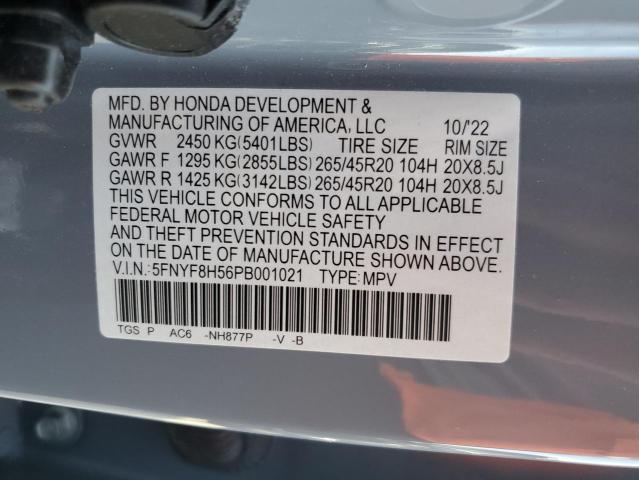 MFD. BY HONDA DEVELOPMENT &
MANUFACTURING OF AMERICA, LLC 10/'22
GVWR 2450 KG(5401LBS) TIRE SIZE RIM SIZE
GAWR F 1295 KG(2855LBS) 265/45R20 104H 20X8.5J
GAWR R 1425 KG(3142LBS) 265/45R20 104H 20X8.5J
THIS VEHICLE CONFORMS TO ALL APPLICABLE
FEDERAL MOTOR VEHICLE SAFETY
AND THEFT PREVENTION STANDARDS IN EFFECT
ON THE DATE OF MANUFACTURE SHOWN ABOVE.
V.I.N.:5FNYF8H56PB001021 TYPE:MPV
TGS P AC6 -NH877P -V -B